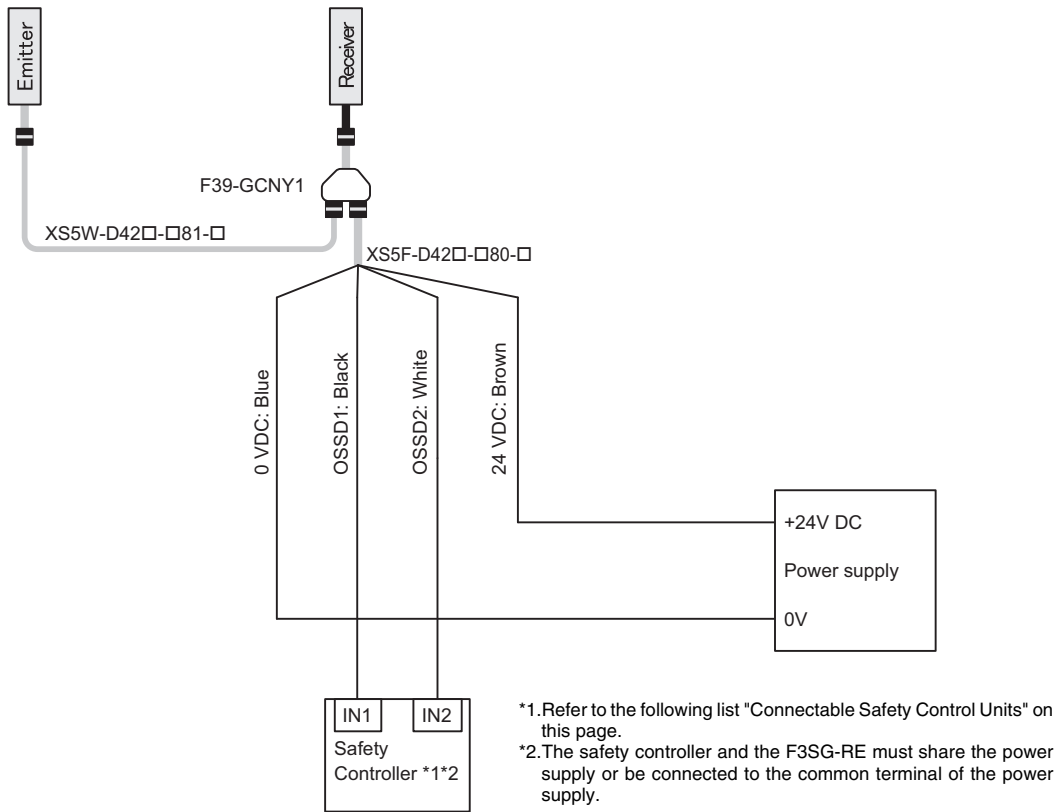 Emitter
Receiver
F39-GCNY1
XS5W-D42□-□81-□
XS5F-D42□-□80-□
0 VDC: Blue
OSSD1: Black
OSSD2: White
24 VDC: Brown
+24V DC
Power supply
0V
IN1
IN2
Safety
Controller *1*2
*1.Refer to the following list "Connectable Safety Control Units" on
this page.
*2.The safety controller and the F3SG-RE must share the power
supply or be connected to the common terminal of the power
supply.